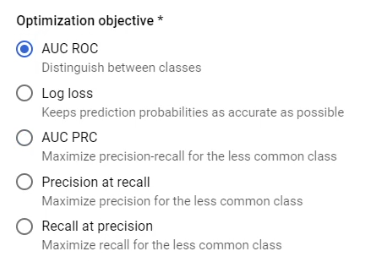 Optimization objective *
AUC ROC
Distinguish between classes
Log loss
Keeps prediction probabilities as accurate as possible
AUC PRC
Maximize precision-recall for the less common class
Precision at recall
Maximize precision for the less common class
Recall at precision
Maximize recall for the less common class